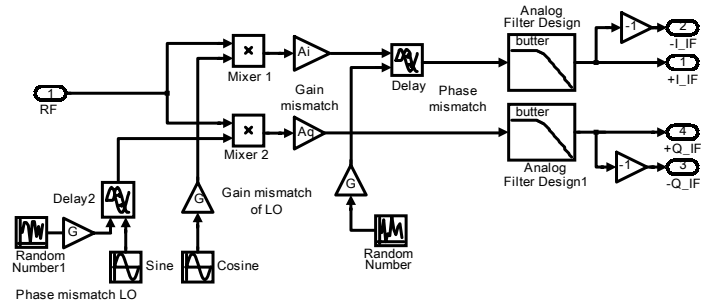 Analog
Filter Design
butter
-1
2
-I_IF
1
+I_IF
Ai
Mixer 1
Gain
mismatch
Delay
Phase
mismatch
1
RF
butter
Aq
Mixer 2
4
+Q_IF
Analog
Filter Design1
-1
3
-Q_IF
Delay2
G
Gain mismatch
of LO
G
G
Random
Number1
Sine
Cosine
Random
Number
Phase mismatch LO